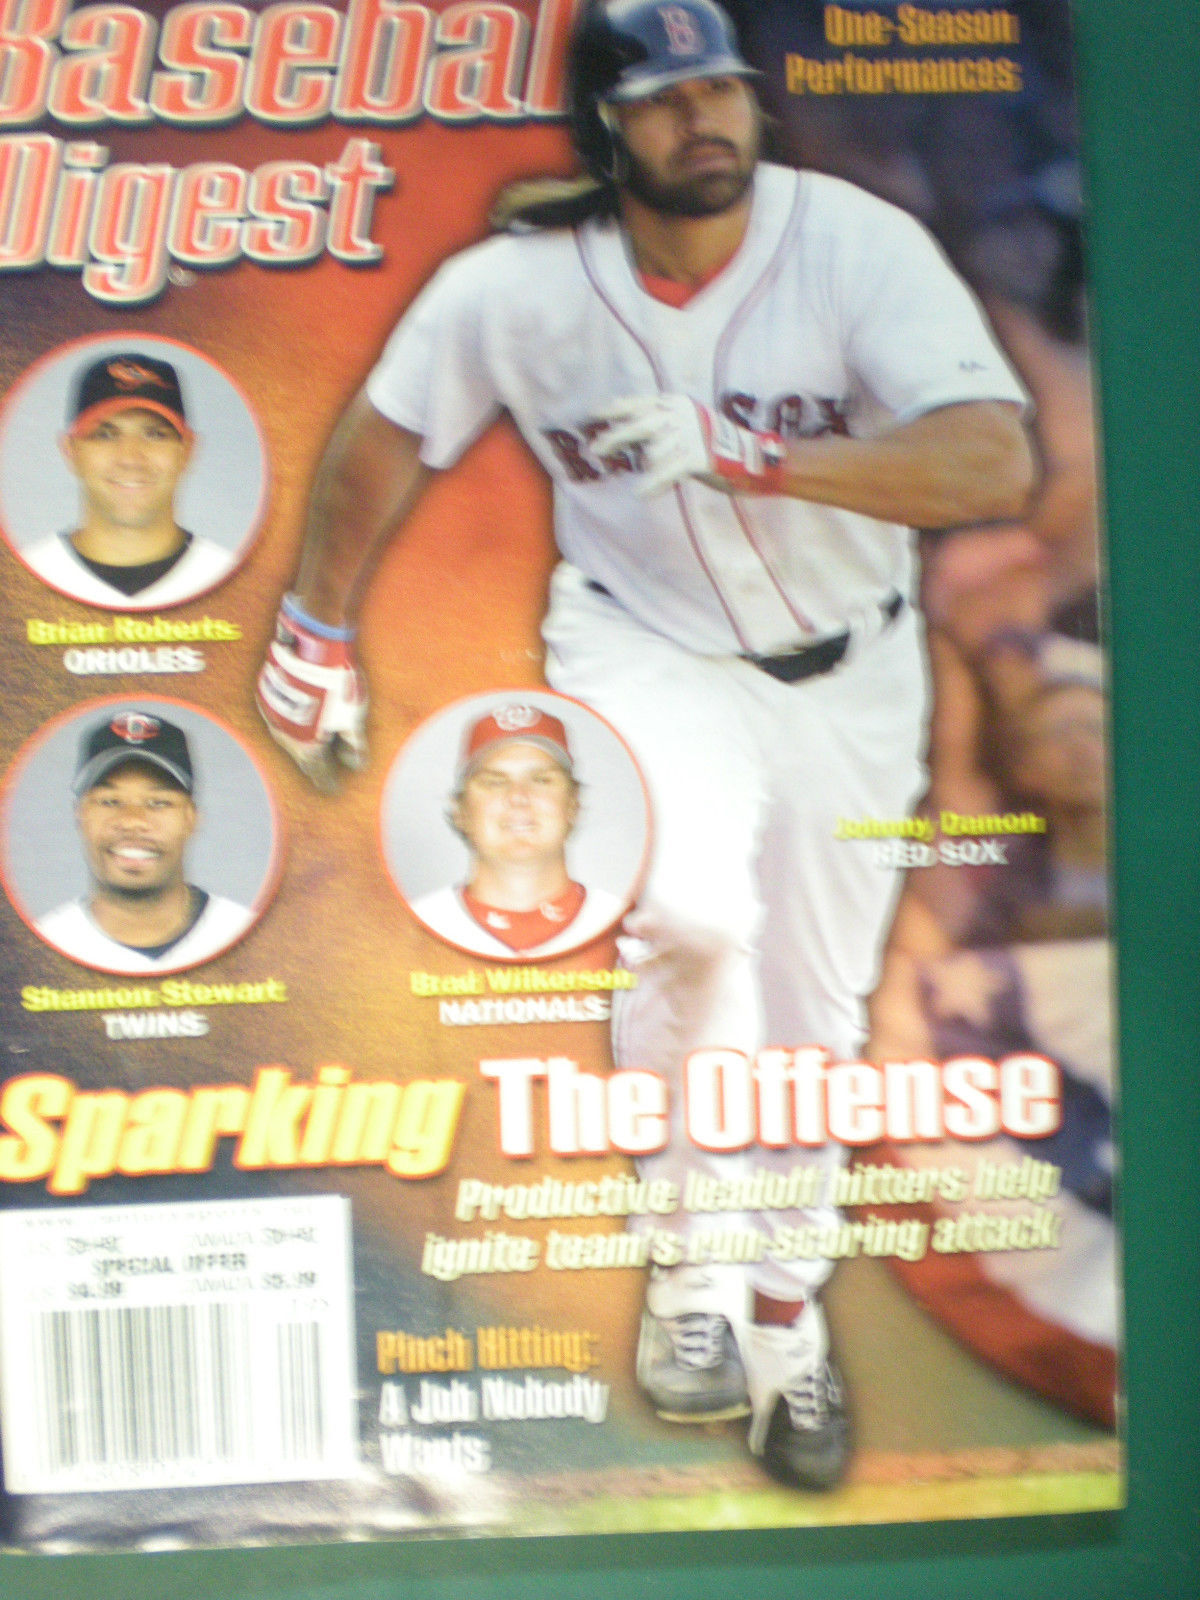 Baseball
Digest
One-Season
Performances
B
RED SOX
Brian Roberts
ORIOLES
Shannon Stewart
TWINS
Brad Wilkerson
NATIONALS
Johnny Damon
RED SOX
Sparking The Offense
Productive leadoff hitters help
ignite team's run-scoring attack
SPECIAL OFFER
CANADA
Pinch Hitting:
A Job Nobody
Wants